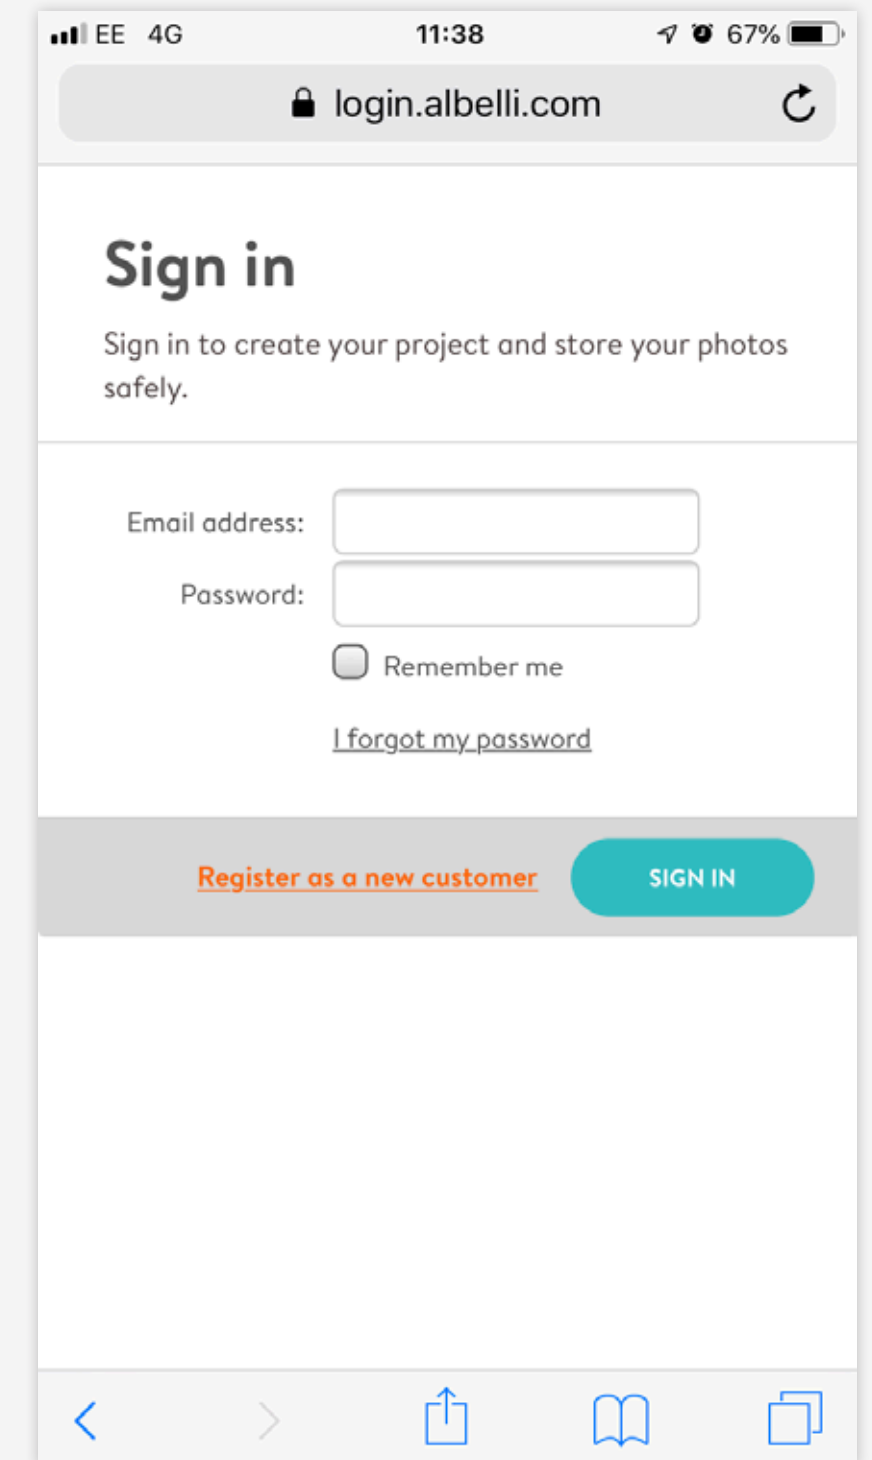 EE 4G 11:38 67%
login.albelli.com
Sign in
Sign in to create your project and store your photos
safely.
Email address:
Password:
Remember me
I forgot my password
Register as a new customer SIGN IN